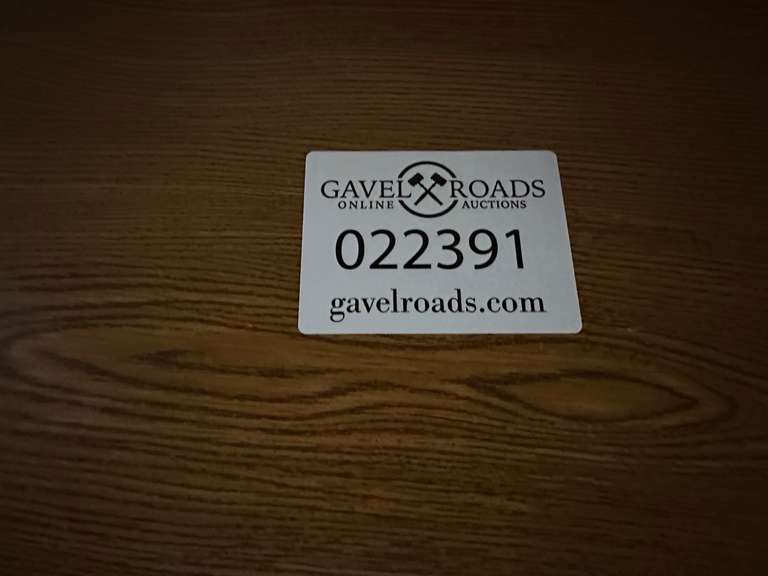 GAVEL ROADS
ONLINE AUCTIONS
022391
gavelroads.com